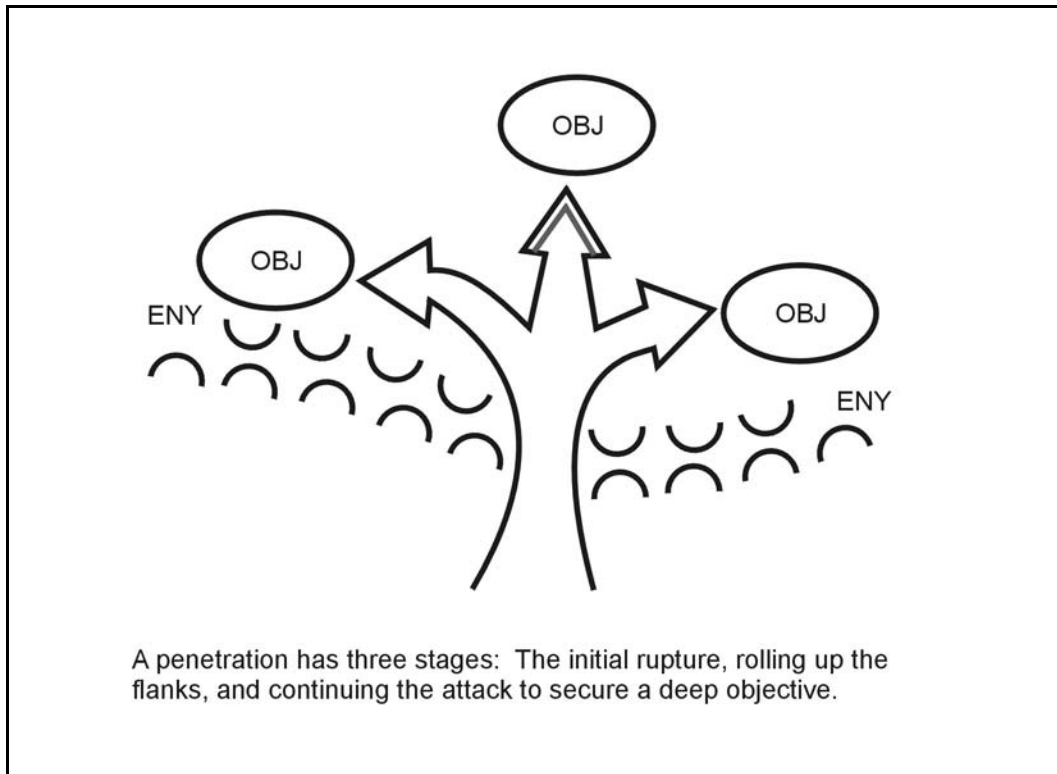 OBJ
OBJ
OBJ
ENY
ENY
A penetration has three stages:  The initial rupture, rolling up the
flanks, and continuing the attack to secure a deep objective.